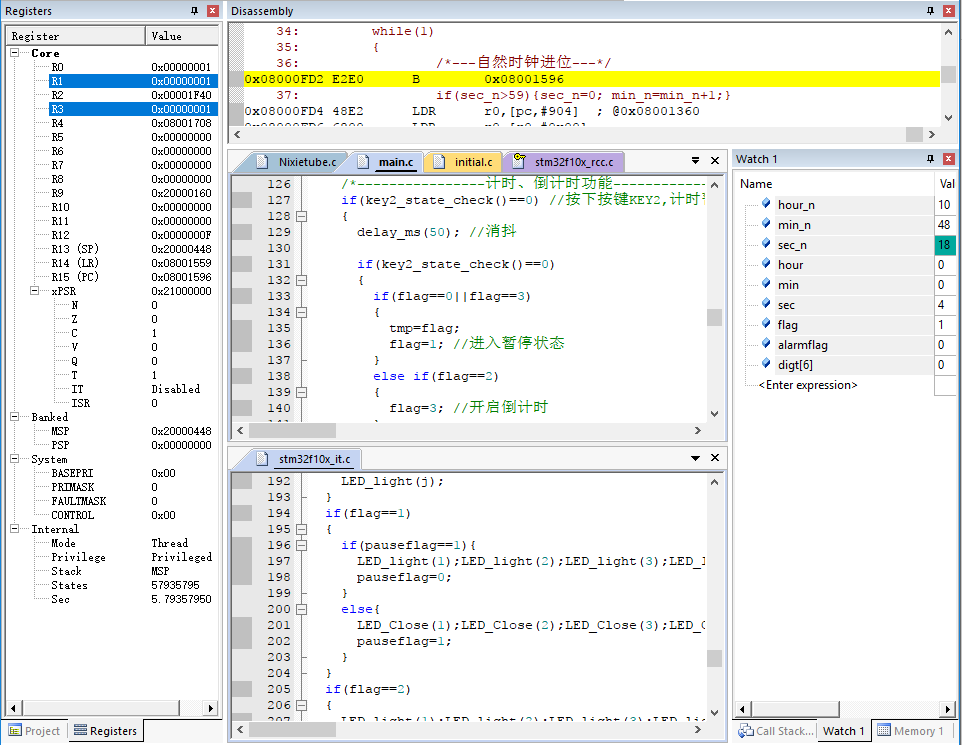 Registers
Register Value
Core
R0 0x00000001
R1 0x00000001
R2 0x00001F40
R3 0x00000001
R4 0x08001708
R5 0x00000000
R6 0x00000000
R7 0x00000000
R8 0x00000000
R9 0x20000160
R10 0x00000000
R11 0x00000000
R12 0x0000000F
R13 (SP) 0x20000448
R14 (LR) 0x08001559
R15 (PC) 0x08001596
xPSR 0x21000000
N 0
Z 0
C 1
V 0
Q 0
T 1
IT Disabled
ISR 0
Banked
MSP 0x20000448
PSP 0x00000000
System
BASEPRI 0x00
PRIMASK 0
FAULTMASK 0
CONTROL 0x00
Internal
Mode Thread
Privilege Privileged
Stack MSP
States 57935795
Sec 5.79357950
Project Registers
Disassembly
34: while(1)
35: {
36: /*---自然时钟进位---*/
0x08000FD2 E2E0 B 0x08001596
37: if(sec_n>59){sec_n=0; min_n=min_n+1;}
0x08000FD4 48E2 LDR r0,[pc,#904] ; @0x08001360
Nixietube.c main.c initial.c stm32f10x_rcc.c
126 /*----------------计时、倒计时功能------------
127 if(key2_state_check()==0) //按下按键KEY2,计时
128 {
129 delay_ms(50); //消抖
130
131 if(key2_state_check()==0)
132 {
133 if(flag==0||flag==3)
134 {
135 tmp=flag;
136 flag=1; //进入暂停状态
137 }
138 else if(flag==2)
139 {
140 flag=3; //开启倒计时
stm32f10x_it.c
192 LED_light(j);
193 }
194 if(flag==1)
195 {
196 if(pauseflag==1){
197 LED_light(1);LED_light(2);LED_light(3);LED_l
198 pauseflag=0;
199 }
200 else{
201 LED_Close(1);LED_Close(2);LED_Close(3);LED_C
202 pauseflag=1;
203 }
204 }
205 if(flag==2)
206 {
Watch 1
Name Val
hour_n 10
min_n 48
sec_n 18
hour 0
min 0
sec 4
flag 1
alarmflag 0
digt[6] 0
<Enter expression>
Call Stack... Watch 1 Memory 1